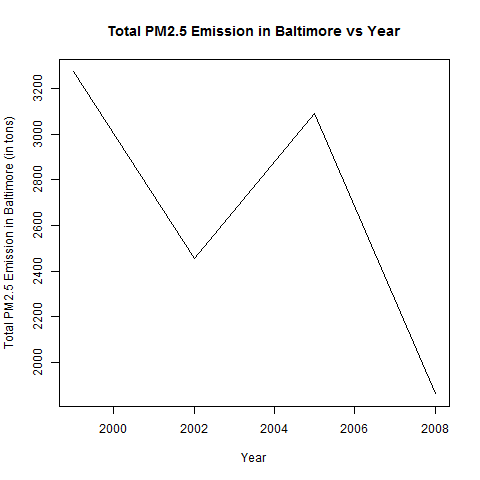 Total PM2.5 Emission in Baltimore vs Year
Total PM2.5 Emission in Baltimore (in tons)
3200
3000
2800
2600
2400
2200
2000
2000 2002 2004 2006 2008
Year